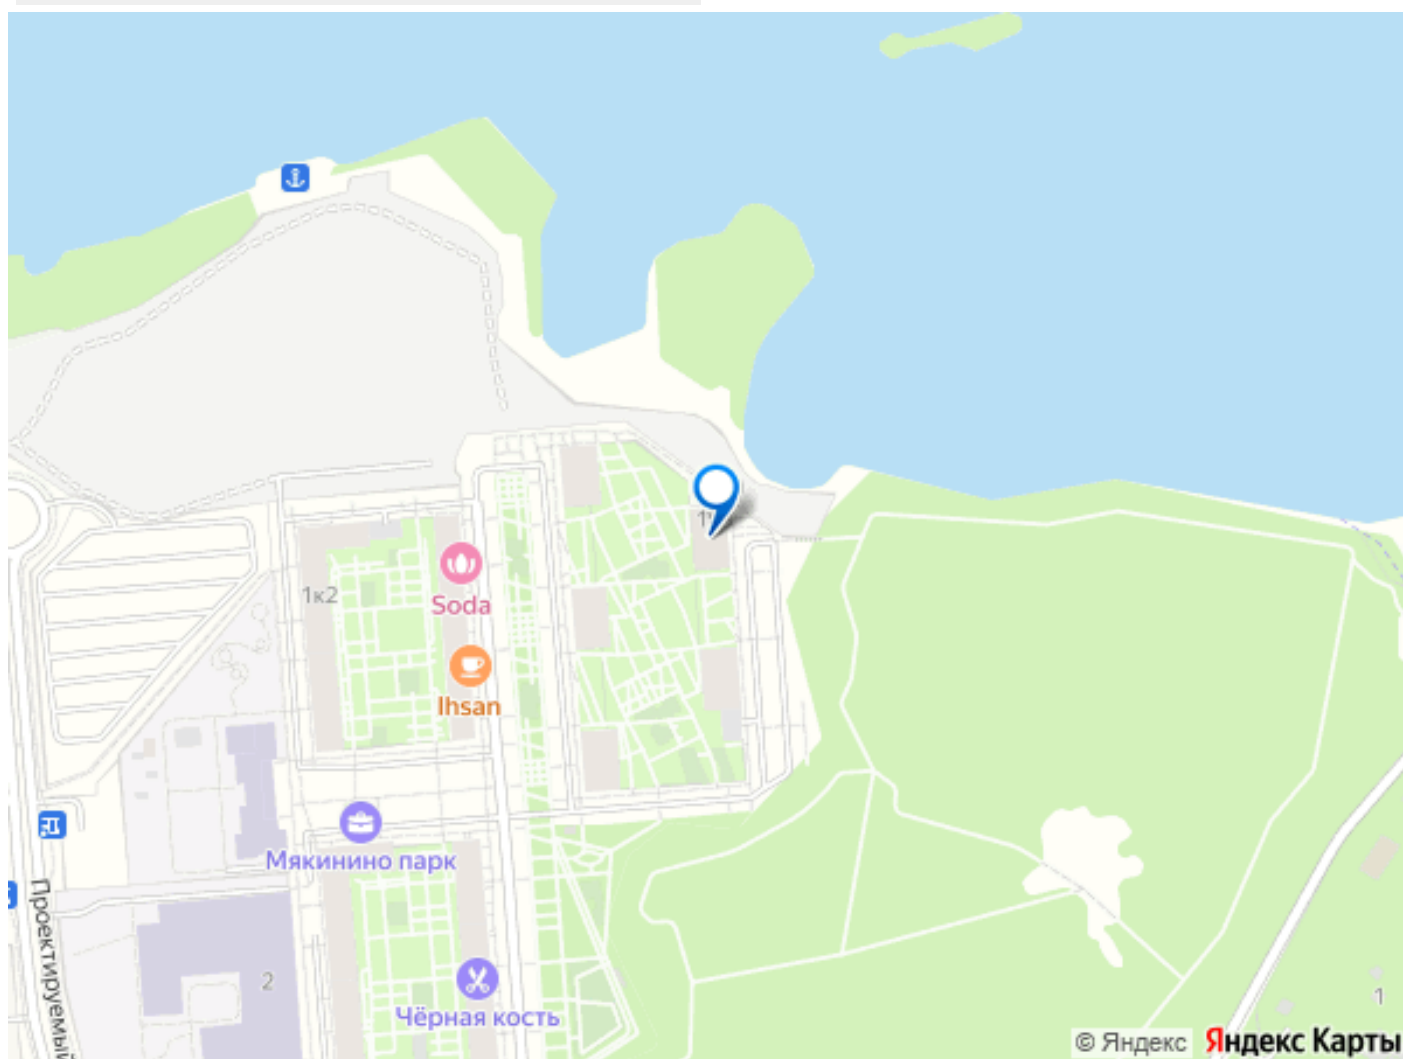 1к2
Soda
Ihsan
Мякинино парк
Проектируемый
2
Чёрная кость
1
© Яндекс Яндекс Карты